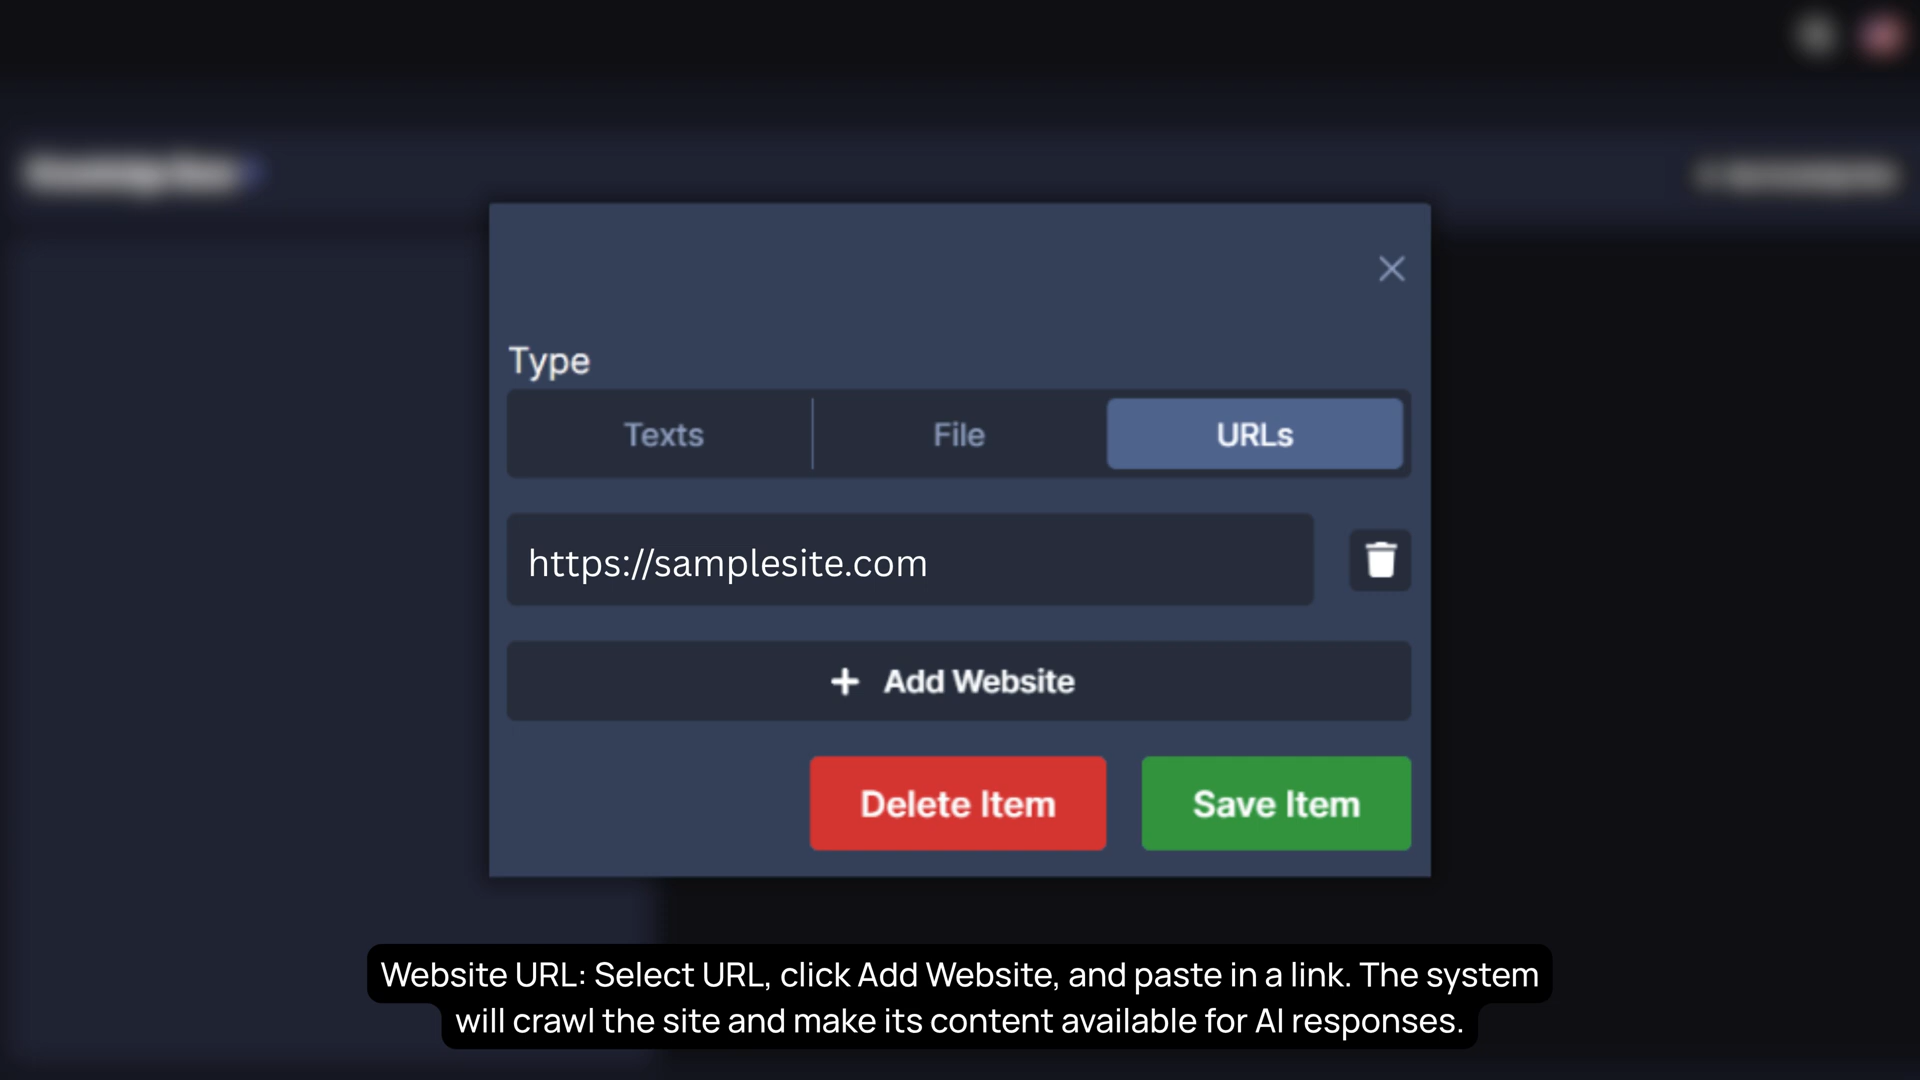 Type
Texts
File
URLs
https://samplesite.com
+ Add Website
Delete Item
Save Item
Website URL: Select URL, click Add Website, and paste in a link. The system
will crawl the site and make its content available for AI responses.